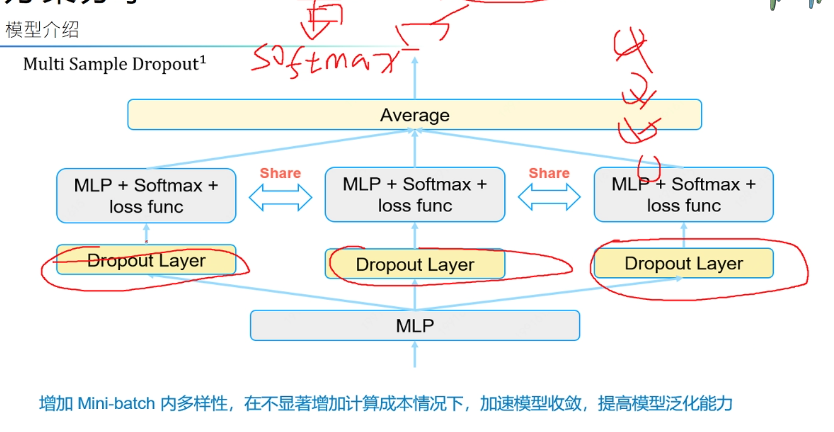 模型介绍
Multi Sample Dropout¹
softmax
Average
MLP + Softmax +
loss func
Share
MLP + Softmax +
loss func
Share
MLP + Softmax +
loss func
Dropout Layer
Dropout Layer
Dropout Layer
MLP
增加 Mini-batch 内多样性，在不显著增加计算成本情况下，加速模型收敛，提高模型泛化能力